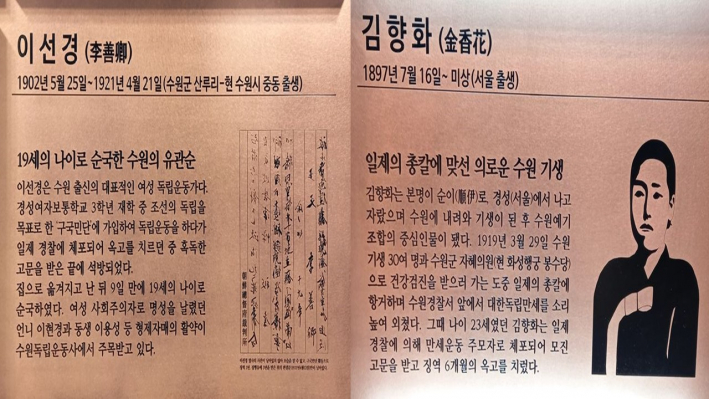 이선경 (李善卿)
1902년 5월 25일~1921년 4월 21일(수원군 산루리-현 수원시 중동 출생)
19세의 나이로 순국한 수원의 유관순
이선경은 수원 출신의 대표적인 여성 독립운동가다.
경성여자보통학교 3학년 재학 중 조선의 독립을
목표로 한 구국민단에 가입하여 독립운동을 하다가
일제 경찰에 체포되어 옥고를 치르던 중 혹독한
고문을 받은 끝에 석방되었다.
집으로 옮겨지고 난 뒤 9일 만에 19세의 나이로
순국하였다. 여성 사회주의자로 명성을 날렸던
언니 이현경과 동생 이용성 등 형제자매의 활약이
수원독립운동사에서 주목받고 있다.
김향화 (金香花)
1897년 7월 16일~ 미상(서울 출생)
일제의 총칼에 맞선 의로운 수원 기생
김향화는 본명이 순이(順伊)로, 경성(서울)에서 나고
자랐으며 수원에 내려와 기생이 된 후 수원예기
조합의 중심인물이 됐다. 1919년 3월 29일 수원
기생 30여 명과 수원군 자혜의원(현 화성행궁 봉수당)
으로 건강검진을 받으러 가는 도중 일제의 총칼에
항거하며 수원경찰서 앞에서 대한독립만세를 소리
높여 외쳤다. 그때 나이 23세였던 김향화는 일제
경찰에 의해 만세운동 주모자로 체포되어 모진
고문을 받고 징역 6개월의 옥고를 치렀다.